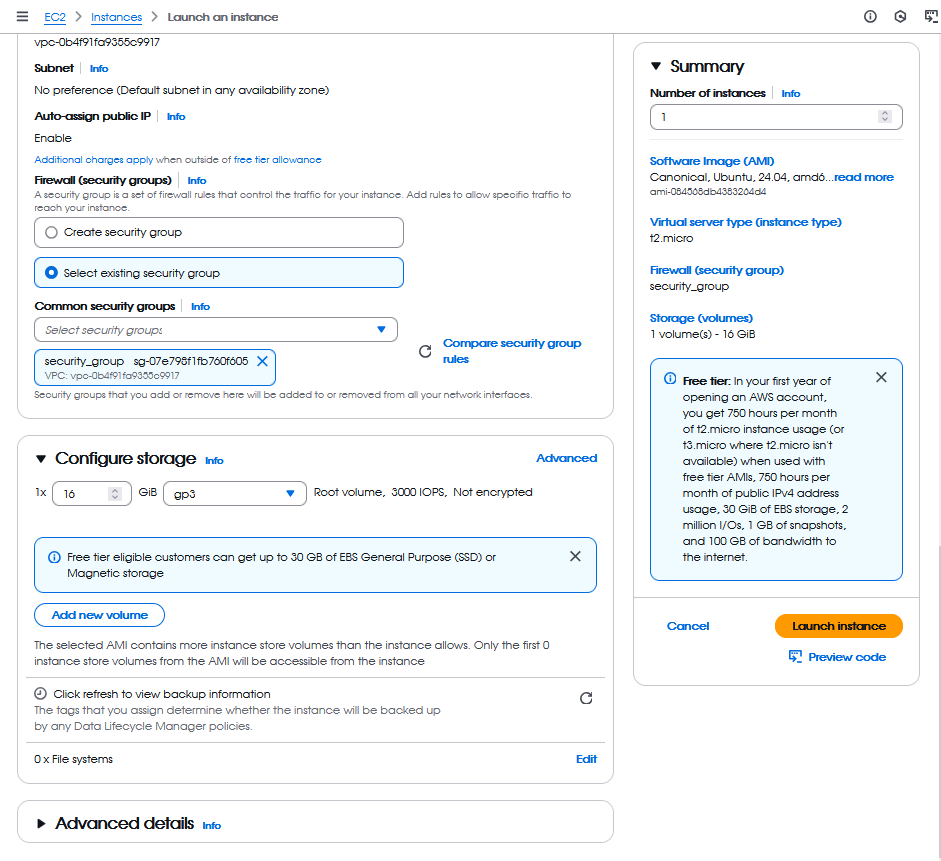 EC2 > Instances > Launch an instance
vpc-0b4f91fa9355c9917
Subnet Info
No preference (Default subnet in any availability zone)
Auto-assign public IP Info
Enable
Additional charges apply when outside of free tier allowance
Firewall (security groups) Info
A security group is a set of firewall rules that control the traffic for your instance. Add rules to allow specific traffic to
reach your instance.
Create security group
Select existing security group
Common security groups Info
Select security groups
security_group sg-07e798f1fb760f605
VPC: vpc-0b4f91fa9355c9917
Compare security group
rules
Security groups that you add or remove here will be added to or removed from all your network interfaces.
Configure storage Info
Advanced
1x 16 GiB gp3 Root volume, 3000 IOPS, Not encrypted
Free tier eligible customers can get up to 30 GB of EBS General Purpose (SSD) or
Magnetic storage
Add new volume
The selected AMI contains more instance store volumes than the instance allows. Only the first 0
instance store volumes from the AMI will be accessible from the instance
Click refresh to view backup information
The tags that you assign determine whether the instance will be backed up
by any Data Lifecycle Manager policies.
0 x File systems Edit
Advanced details Info
Summary
Number of instances Info
1
Software Image (AMI)
Canonical, Ubuntu, 24.04, amd6...read more
ami-084568db4383264d4
Virtual server type (instance type)
t2.micro
Firewall (security group)
security_group
Storage (volumes)
1 volume(s) - 16 GiB
Free tier: In your first year of
opening an AWS account,
you get 750 hours per month
of t2.micro instance usage (or
t3.micro where t2.micro isn't
available) when used with
free tier AMIs, 750 hours per
month of public IPv4 address
usage, 30 GiB of EBS storage, 2
million I/Os, 1 GB of snapshots,
and 100 GB of bandwidth to
the internet.
Cancel
Launch instance
Preview code